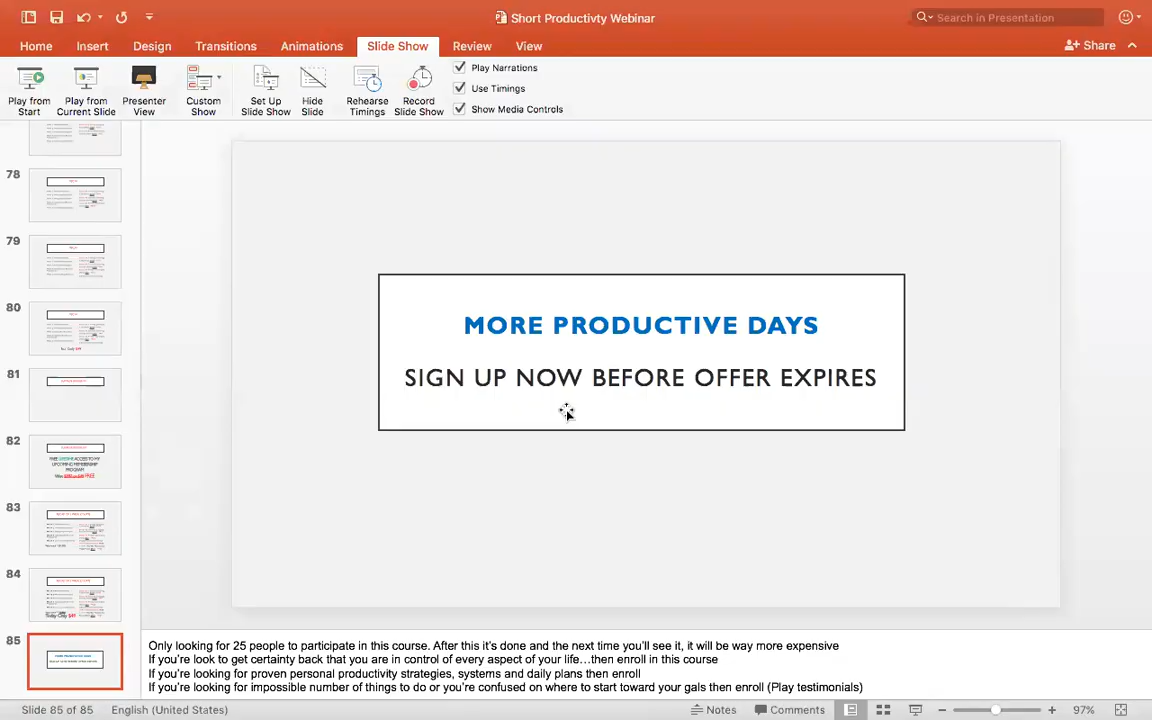 Short Productivty Webinar
Search in Presentation
Home Insert Design Transitions Animations Slide Show Review View
Share
Play from Start
Play from Current Slide
Presenter View
Custom Show
Set Up Slide Show
Hide Slide
Rehearse Timings
Record Slide Show
Play Narrations
Use Timings
Show Media Controls
78
79
80
81
82
83
84
85
MORE PRODUCTIVE DAYS
SIGN UP NOW BEFORE OFFER EXPIRES
Only looking for 25 people to participate in this course. After this it's done and the next time you'll see it, it will be way more expensive
If you're look to get certainty back that you are in control of every aspect of your life…then enroll in this course
If you're looking for proven personal productivity strategies, systems and daily plans then enroll
If you're looking for impossible number of things to do or you're confused on where to start toward your gals then enroll (Play testimonials)
Slide 85 of 85 English (United States)
Notes Comments 97%